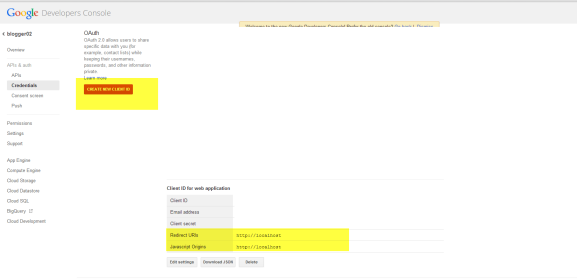 Google Developers Console
Welcome to the new Google Developers Console! Prefer the old console? Go back | Dismiss
< blogger02
Overview
APIs & auth
APIs
Credentials
Consent screen
Push
Permissions
Settings
Support
App Engine
Compute Engine
Cloud Storage
Cloud Datastore
Cloud SQL
BigQuery
Cloud Development
OAuth
OAuth 2.0 allows users to share
specific data with you (for
example, contact lists) while
keeping their usernames,
passwords, and other information
private.
Learn more
CREATE NEW CLIENT ID
Client ID for web application
Client ID
Email address
Client secret
Redirect URIs http://localhost
Javascript Origins http://localhost
Edit settings Download JSON Delete